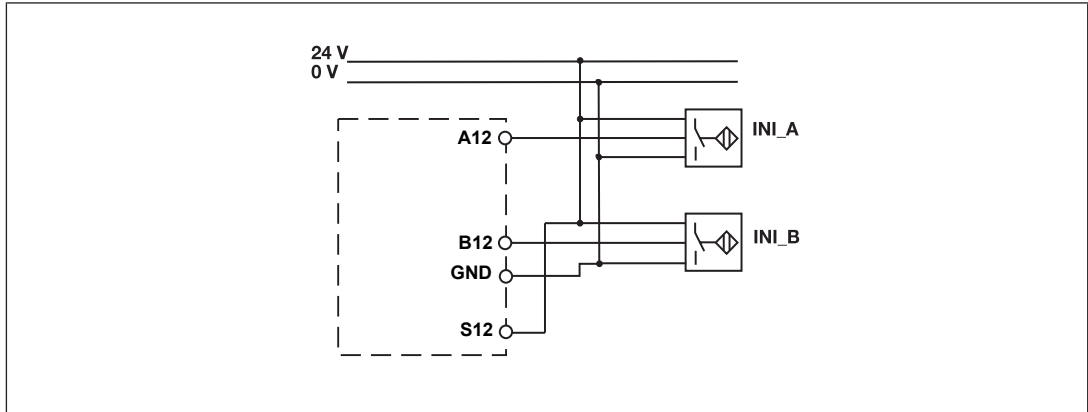 24 V
0 V
A12
INI_A
B12
INI_B
GND
S12